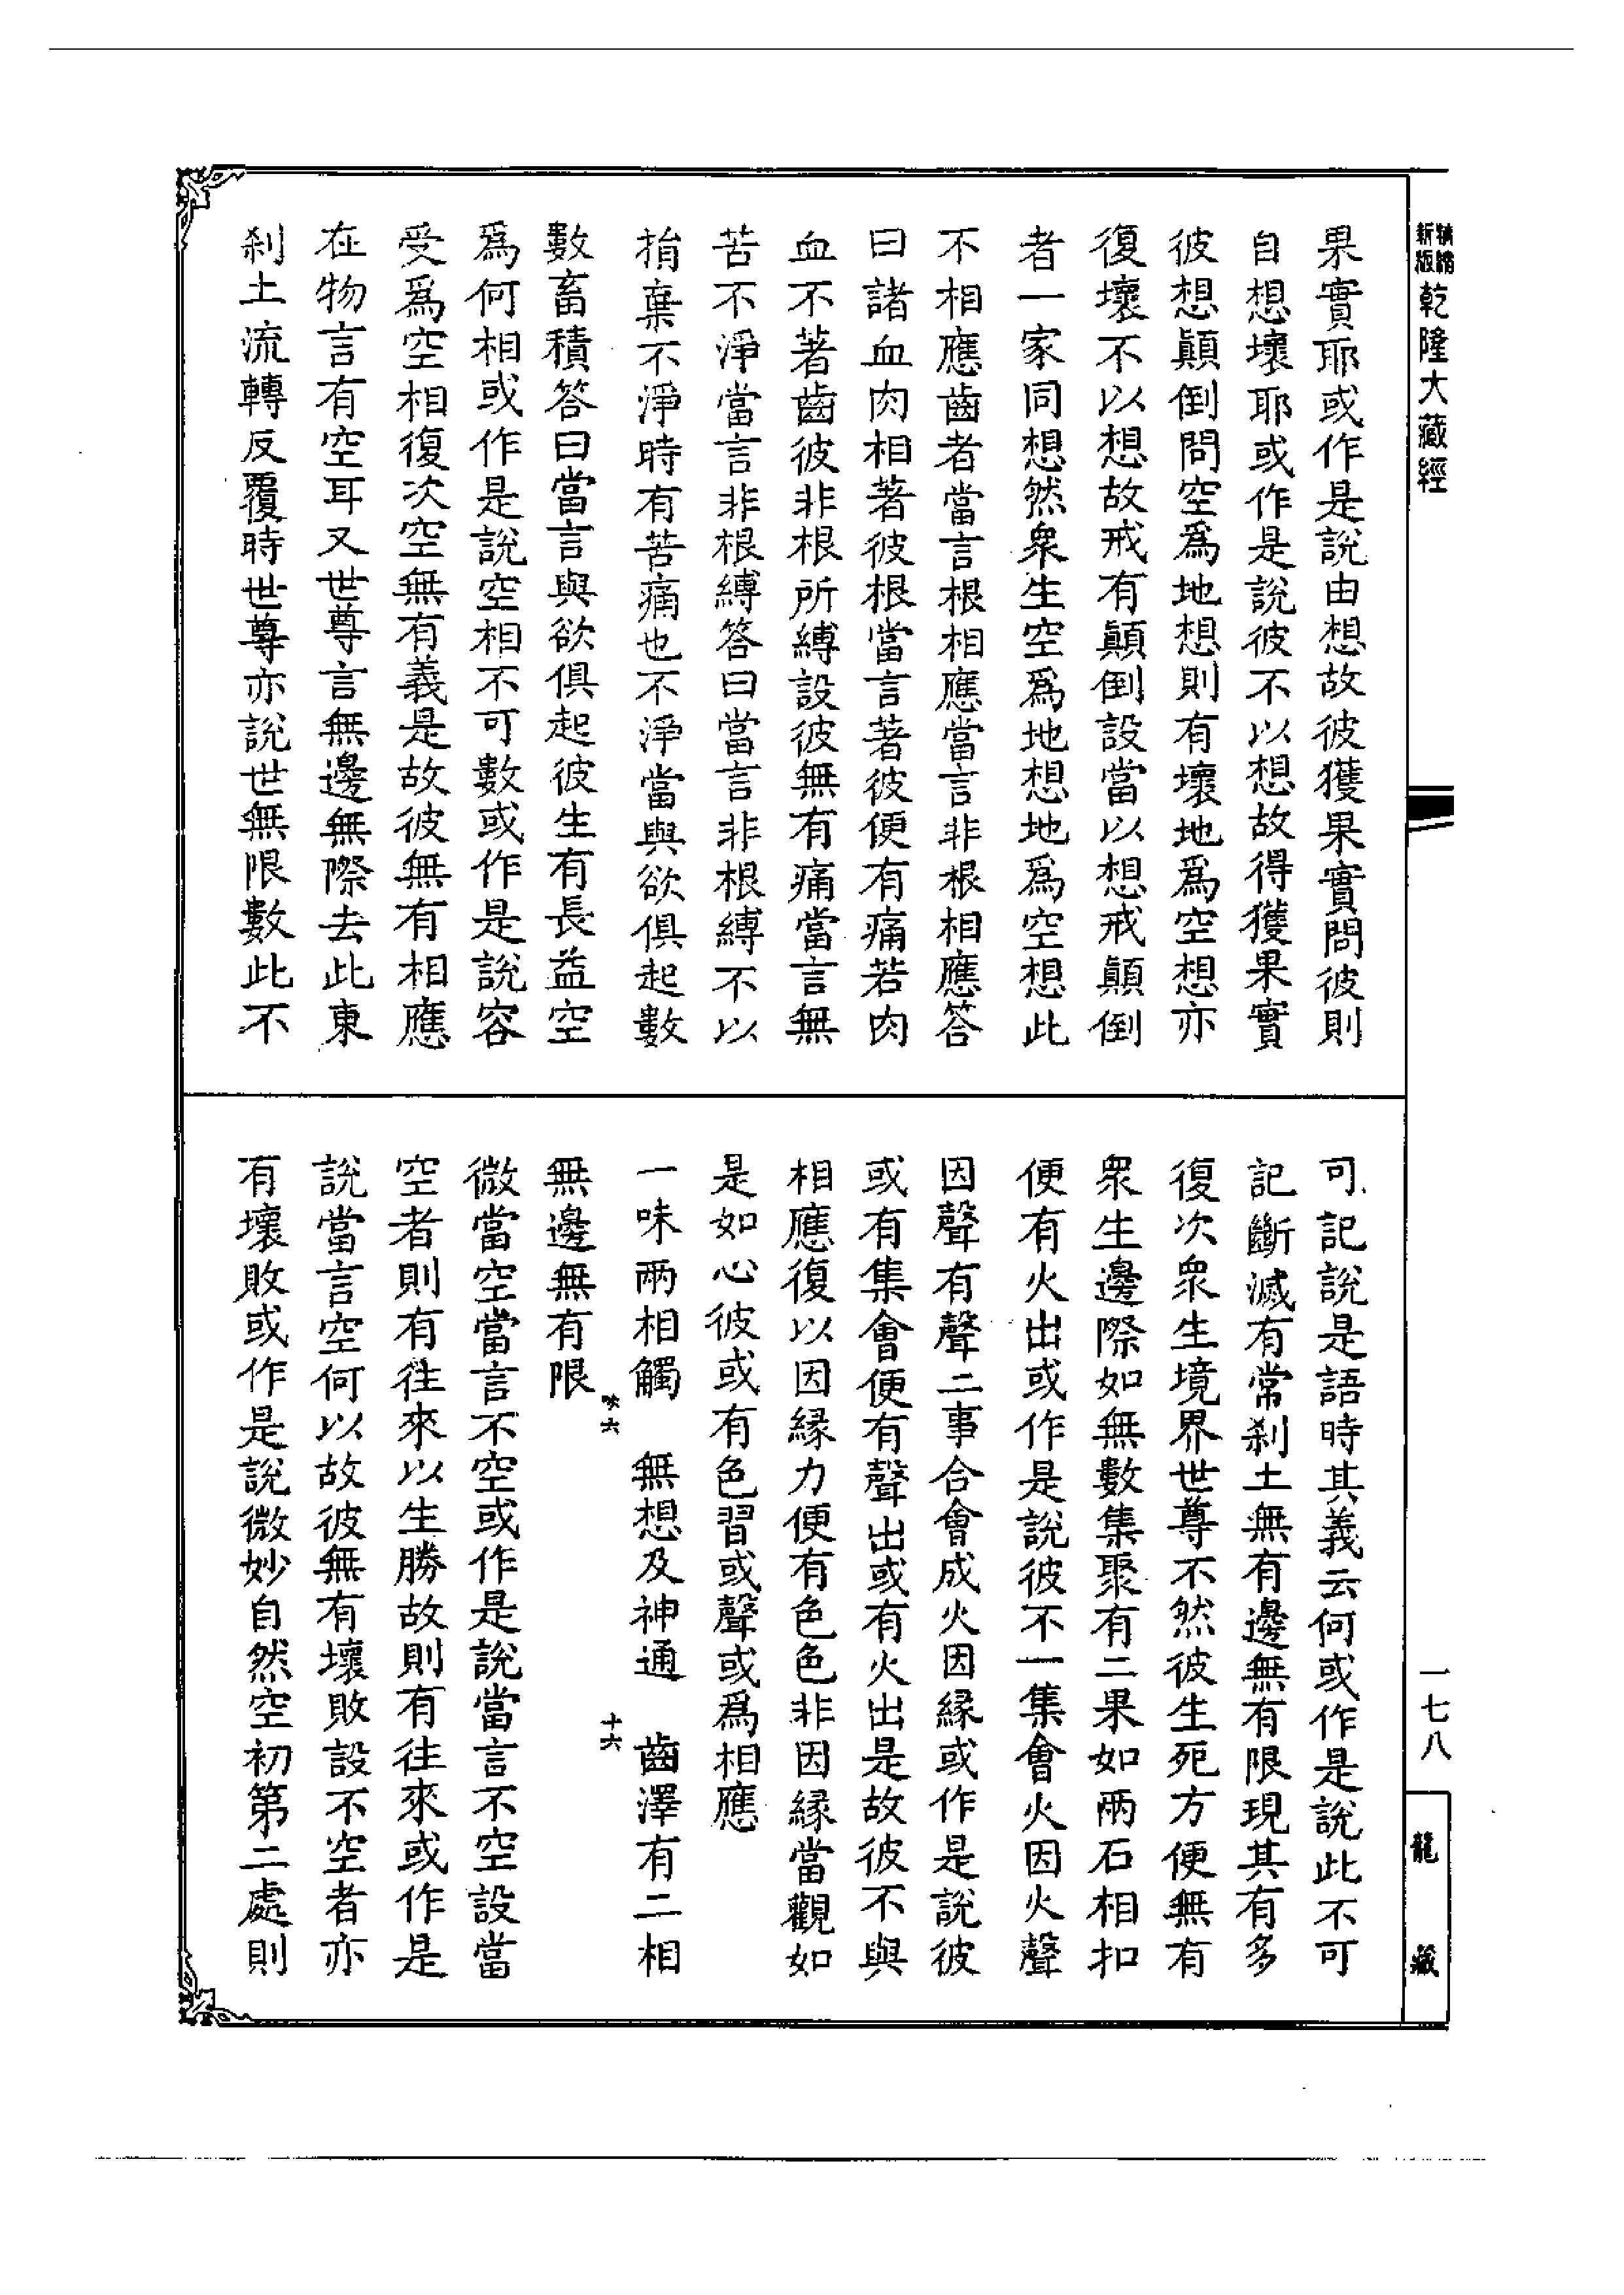 精繕新版乾隆大藏經
果實耶或作是說由想故彼獲果實問彼則
自想壞耶或作是說彼不以想故得獲果實
彼想顚倒問空爲地想則有壞地爲空想亦
復壞不以想故戒有顚倒設當以想戒顚倒
者一家同想然衆生空爲地想地爲空想此
不相應齒者當言根相應當言非根相應答
曰諸血肉相著彼根當言著彼便有痛若肉
血不著齒彼非根所縛設彼無有痛當言無
苦不淨當言非根縛答曰當言非根縛不以
捐棄不淨時有苦痛也不淨當與欲俱起數
數畜積答曰當言與欲俱起彼生有長益空
爲何相或作是說空相不可數或作是說容
受爲空相復次空無有義是故彼無有相應
在物言有空耳又世尊言無邊無際去此東
刹土流轉反覆時世尊亦說世無限數此不
可記說是語時其義云何或作是說此不可
記斷滅有常刹土無有邊無有限現其有多
復次衆生境界世尊不然彼生死方便無有
衆生邊際如無數集聚有二果如兩石相扣
便有火出或作是說彼不一集會火因火聲
因聲有聲二事合會成火因緣或作是說彼
或有集會便有聲出或有火出是故彼不與
相應復以因緣力便有色色非因緣當觀如
是如心彼或有色習或聲或爲相應
一味兩相觸　無想及神通　齒澤有二相
無邊無有限
微當空當言不空或作是說當言不空設當
空者則有往來以生勝故則有往來或作是
說當言空何以故彼無有壞敗設不空者亦
有壞敗或作是說微妙自然空初第二處則
六
十六
一七八
龍藏